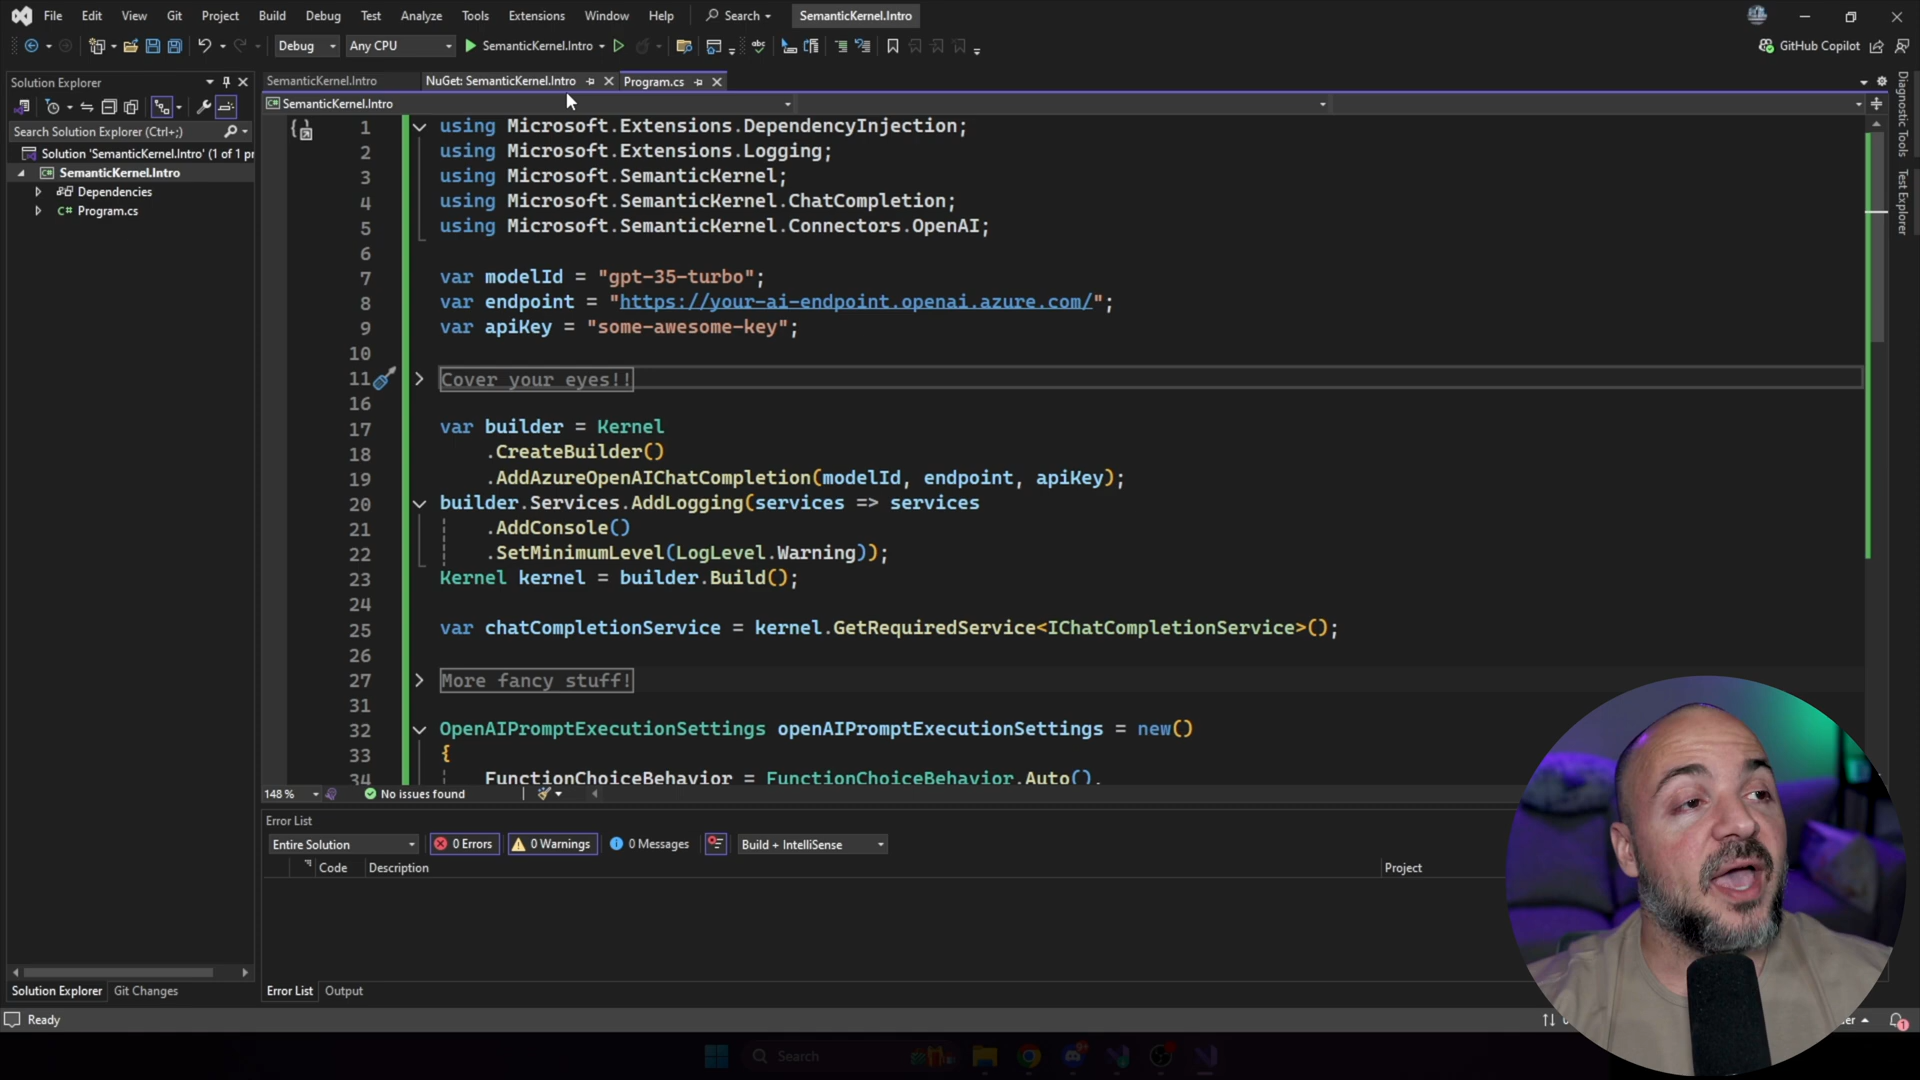 File Edit View Git Project Build Debug Test Analyze Tools Extensions Window Help Search SemanticKernel.Intro
Debug Any CPU SemanticKernel.Intro GitHub Copilot
Solution Explorer
Search Solution Explorer (Ctrl+;)
Solution 'SemanticKernel.Intro' (1 of 1 pr
SemanticKernel.Intro
Dependencies
C# Program.cs
SemanticKernel.Intro NuGet: SemanticKernel.Intro Program.cs
SemanticKernel.Intro
1 using Microsoft.Extensions.DependencyInjection;
2 using Microsoft.Extensions.Logging;
3 using Microsoft.SemanticKernel;
4 using Microsoft.SemanticKernel.ChatCompletion;
5 using Microsoft.SemanticKernel.Connectors.OpenAI;
6
7 var modelId = "gpt-35-turbo";
8 var endpoint = "https://your-ai-endpoint.openai.azure.com/";
9 var apiKey = "some-awesome-key";
10
11 Cover your eyes!!
16
17 var builder = Kernel
18 .CreateBuilder()
19 .AddAzureOpenAIChatCompletion(modelId, endpoint, apiKey);
20 builder.Services.AddLogging(services => services
21 .AddConsole()
22 .SetMinimumLevel(LogLevel.Warning));
23 Kernel kernel = builder.Build();
24
25 var chatCompletionService = kernel.GetRequiredService<IChatCompletionService>();
26
27 More fancy stuff!
31
32 OpenAIPromptExecutionSettings openAIPromptExecutionSettings = new()
33 {
34 FunctionChoiceBehavior = FunctionChoiceBehavior.Auto(),
148 % No issues found
Error List
Entire Solution 0 Errors 0 Warnings 0 Messages Build + IntelliSense
Code Description Project
Solution Explorer Git Changes
Error List Output
Ready
Search
Diagnostic Tools
Test Explorer